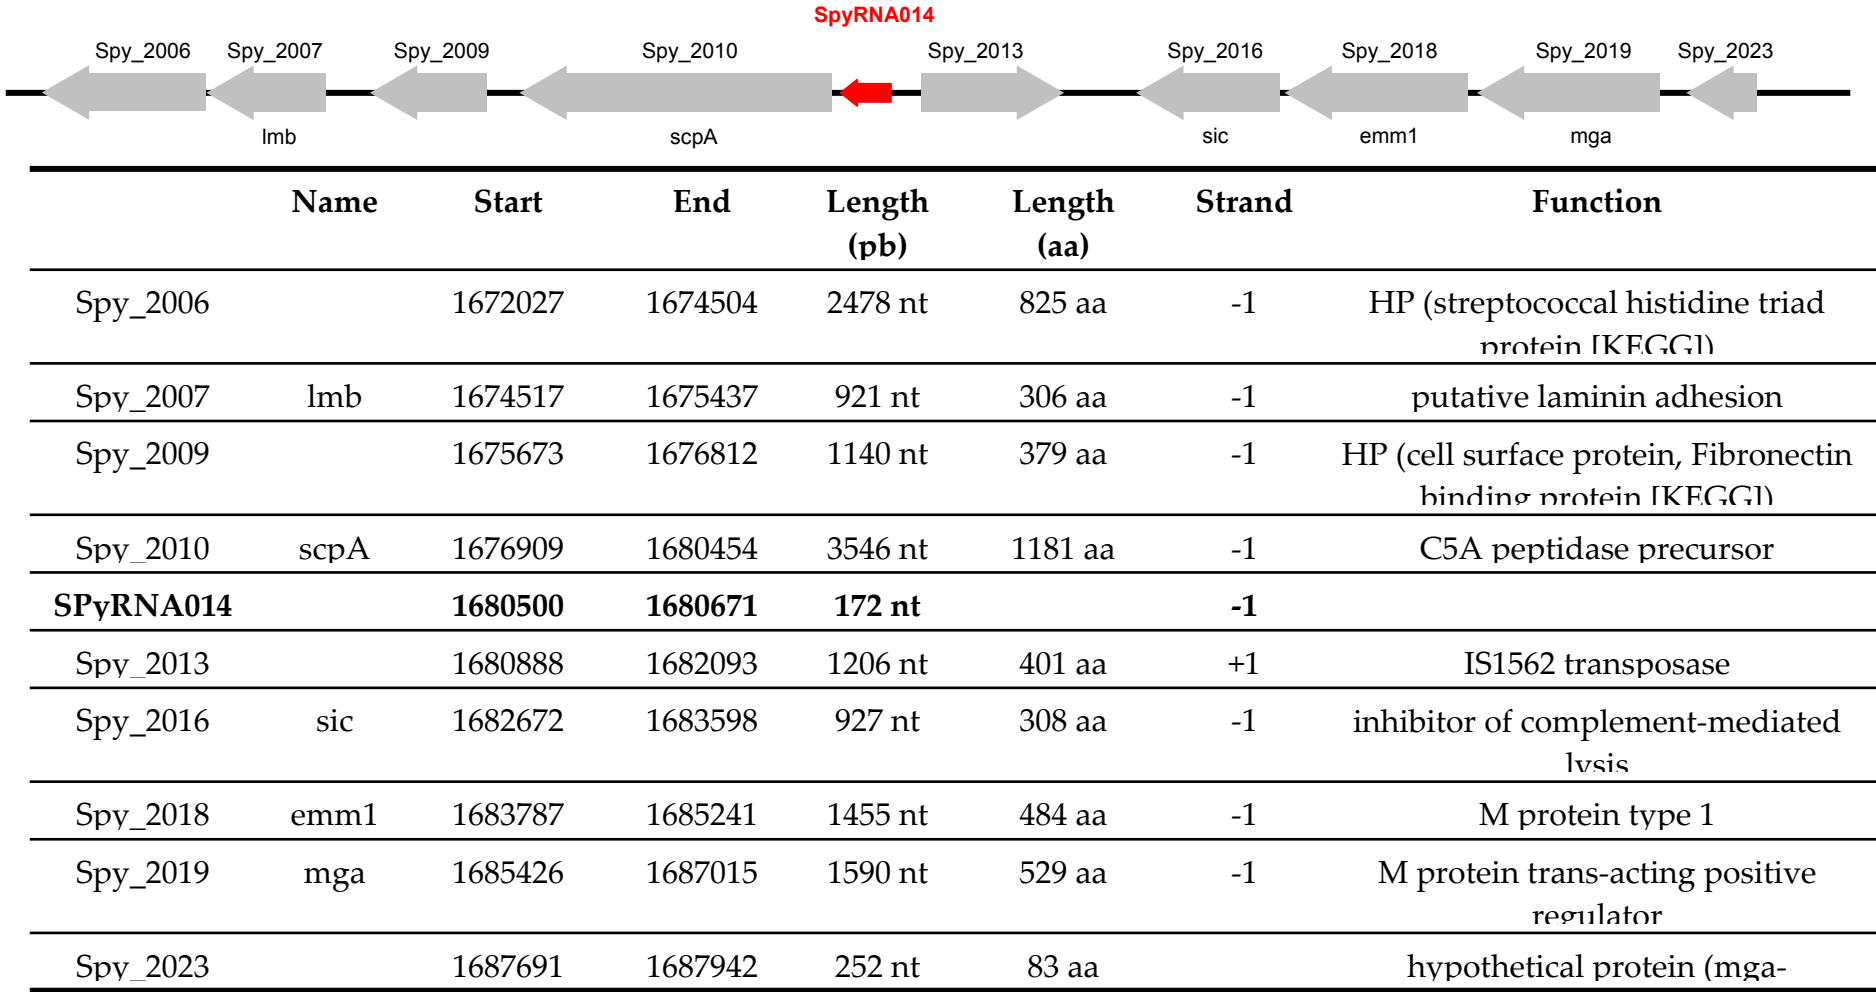 SpyRNA014
Spy_2006 Spy_2007 Spy_2009 Spy_2010 Spy_2013 Spy_2016 Spy_2018 Spy_2019 Spy_2023
lmb scpA sic emm1 mga
Name Start End Length Length Strand Function
(pb) (aa)
Spy_2006 1672027 1674504 2478 nt 825 aa -1 HP (streptococcal histidine triad
protein [KEGG])
Spy_2007 lmb 1674517 1675437 921 nt 306 aa -1 putative laminin adhesion
Spy_2009 1675673 1676812 1140 nt 379 aa -1 HP (cell surface protein, Fibronectin
binding protein [KEGG])
Spy_2010 scpA 1676909 1680454 3546 nt 1181 aa -1 C5A peptidase precursor
SPyRNA014 1680500 1680671 172 nt -1
Spy_2013 1680888 1682093 1206 nt 401 aa +1 IS1562 transposase
Spy_2016 sic 1682672 1683598 927 nt 308 aa -1 inhibitor of complement-mediated
lysis
Spy_2018 emm1 1683787 1685241 1455 nt 484 aa -1 M protein type 1
Spy_2019 mga 1685426 1687015 1590 nt 529 aa -1 M protein trans-acting positive
regulator
Spy_2023 1687691 1687942 252 nt 83 aa hypothetical protein (mga-